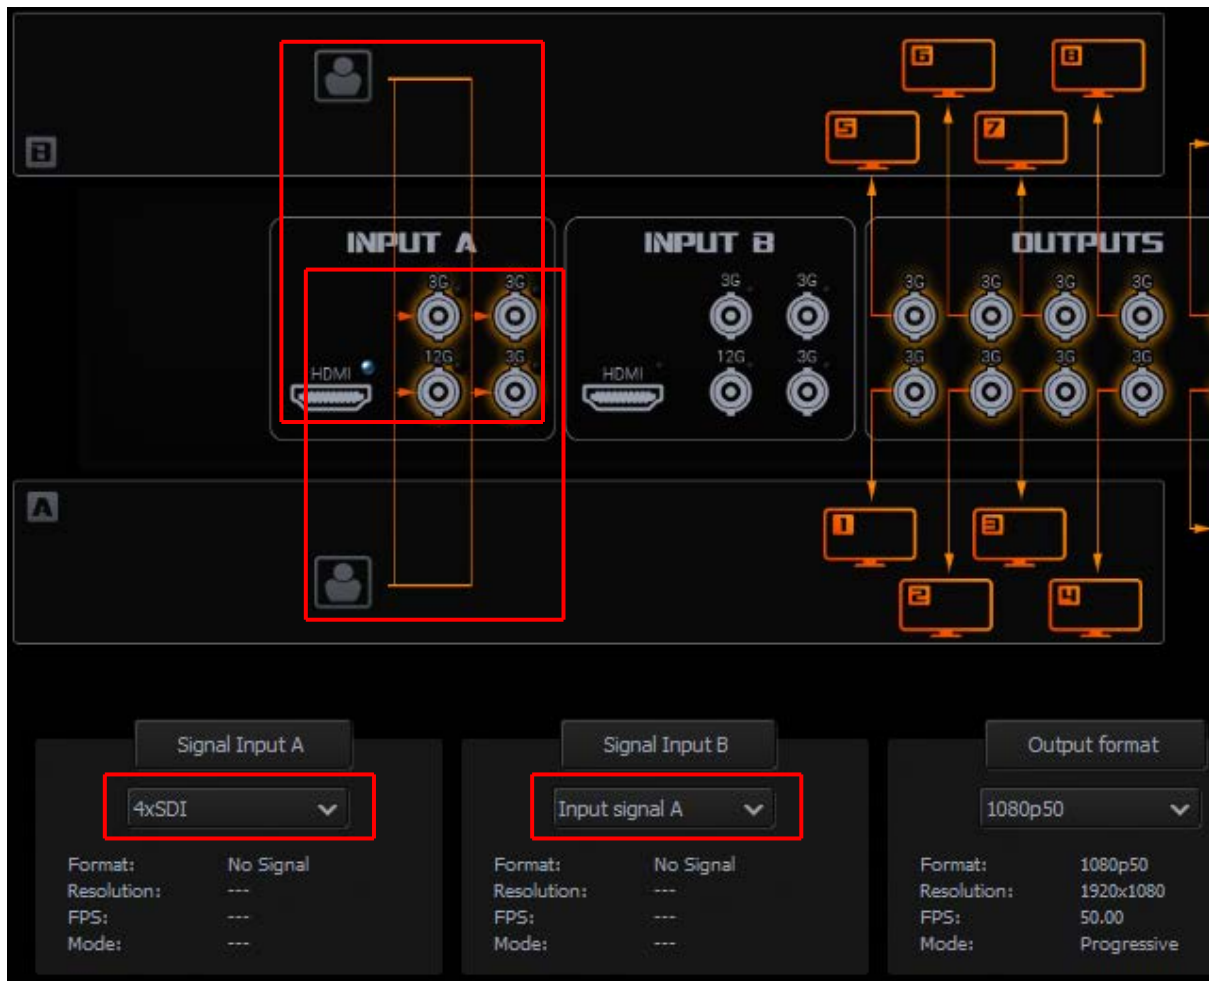 6 8
5 7
B
INPUT A INPUT B OUTPUTS
3G 3G 3G 3G 3G 3G 3G 3G
HDMI 12G 3G HDMI 12G 3G 3G 3G 3G 3G
A
1 3
2 4
Signal Input A Signal Input B Output format
4xSDI Input signal A 1080p50
Format: No Signal Format: No Signal Format: 1080p50
Resolution: --- Resolution: --- Resolution: 1920x1080
FPS: --- FPS: --- FPS: 50.00
Mode: --- Mode: --- Mode: Progressive